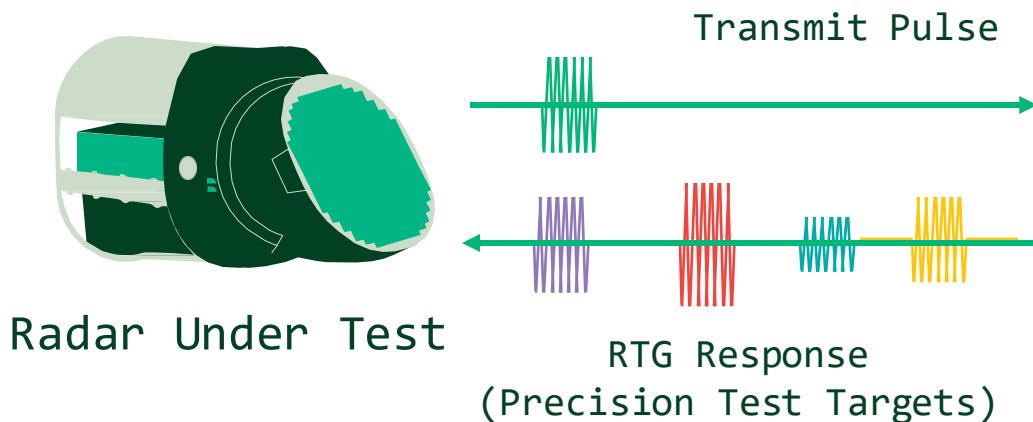 Transmit Pulse
Radar Under Test
RTG Response
(Precision Test Targets)